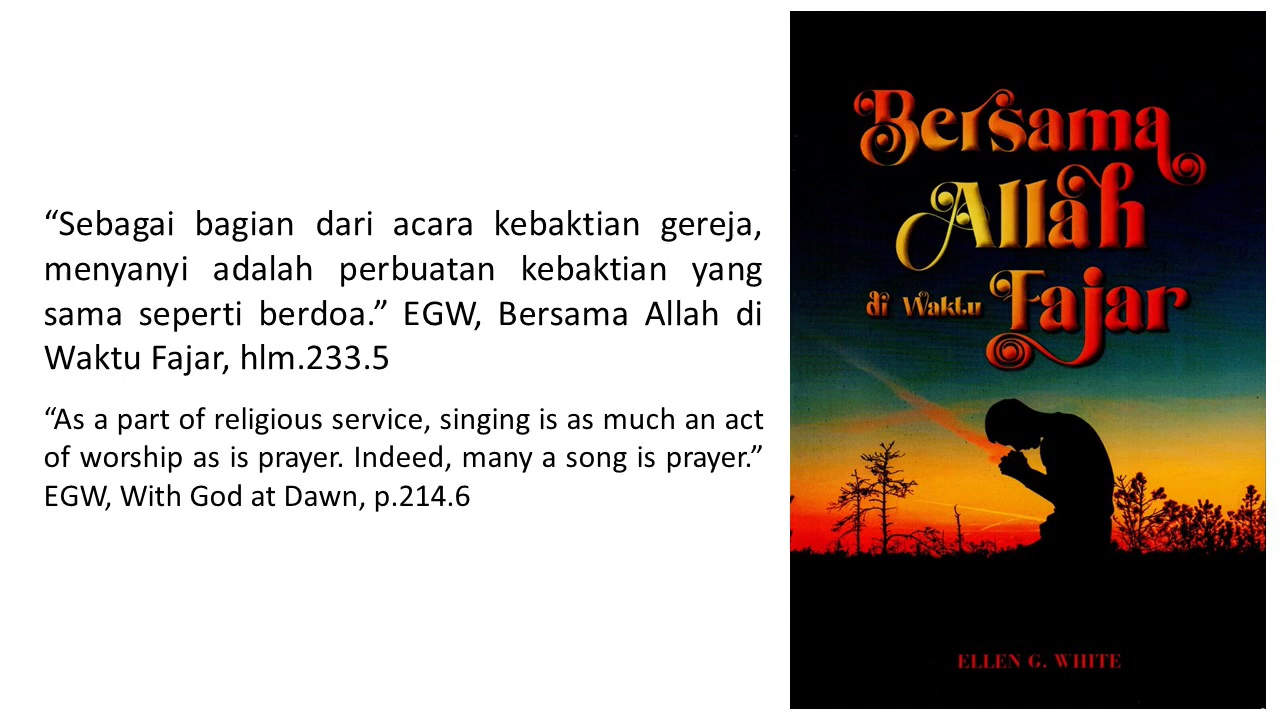 “Sebagai bagian dari acara kebaktian gereja,
menyanyi adalah perbuatan kebaktian yang
sama seperti berdoa.” EGW, Bersama Allah di
Waktu Fajar, hlm.233.5
“As a part of religious service, singing is as much an act
of worship as is prayer. Indeed, many a song is prayer.”
EGW, With God at Dawn, p.214.6
Bersama
Allah
di Waktu Fajar
ELLEN G. WHITE